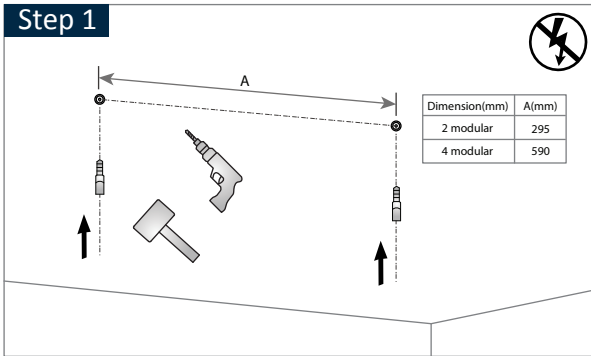 Step 1
A
Dimension(mm) A(mm)
2 modular 295
4 modular 590